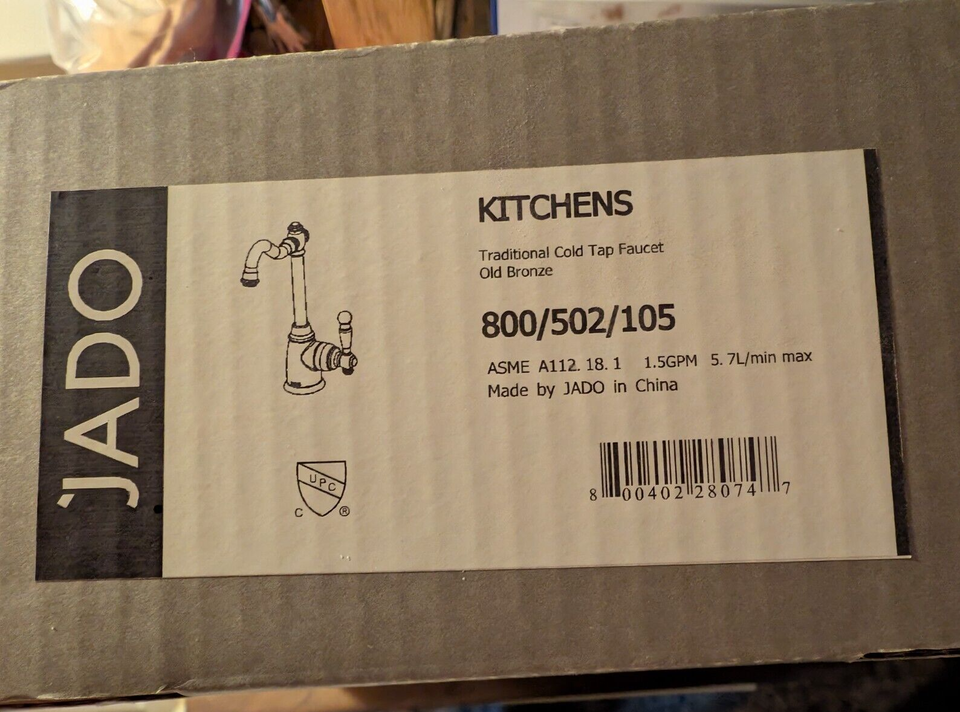 JADO
KITCHENS
Traditional Cold Tap Faucet
Old Bronze
800/502/105
ASME A112. 18. 1 1.5GPM 5. 7L/min max
Made by JADO in China
UPC
C ®
8 00402 28074 7